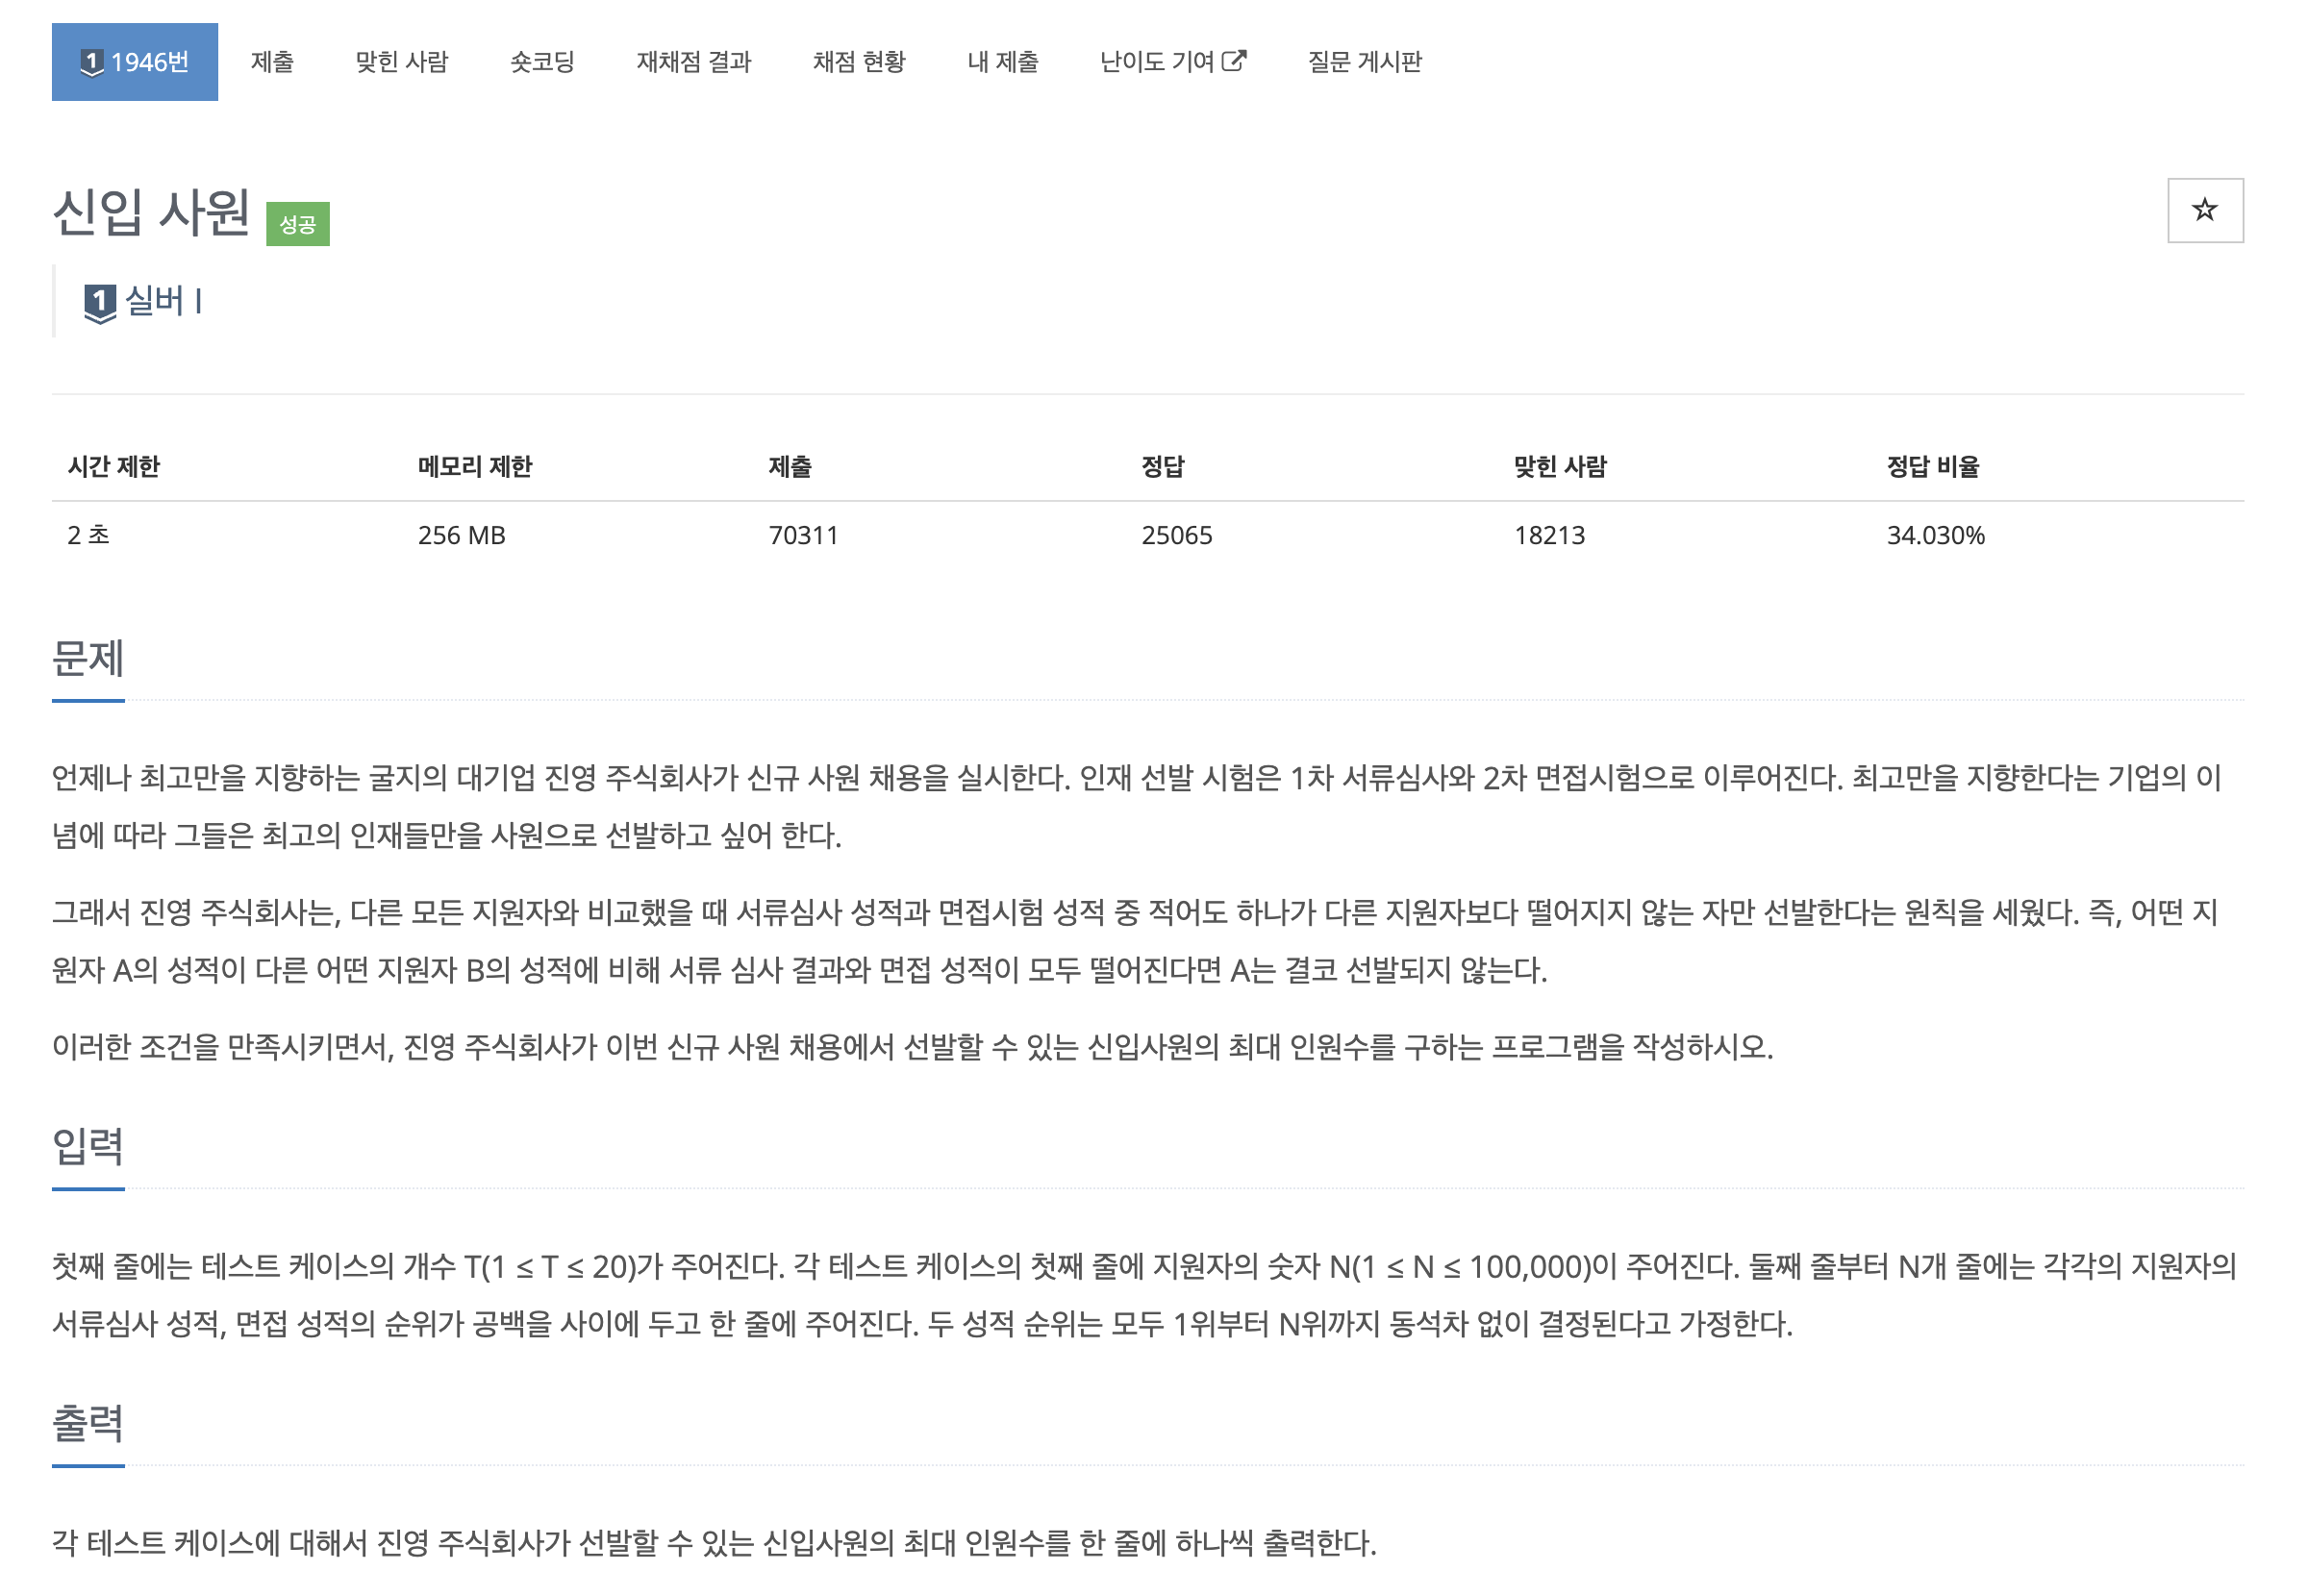 1 1946번 제출 맞힌 사람 숏코딩 재채점 결과 채점 현황 내 제출 난이도 기여 질문 게시판
신입 사원 성공
1 실버 I
시간 제한 메모리 제한 제출 정답 맞힌 사람 정답 비율
2 초 256 MB 70311 25065 18213 34.030%
문제
언제나 최고만을 지향하는 굴지의 대기업 진영 주식회사가 신규 사원 채용을 실시한다. 인재 선발 시험은 1차 서류심사와 2차 면접시험으로 이루어진다. 최고만을 지향한다는 기업의 이
념에 따라 그들은 최고의 인재들만을 사원으로 선발하고 싶어 한다.
그래서 진영 주식회사는, 다른 모든 지원자와 비교했을 때 서류심사 성적과 면접시험 성적 중 적어도 하나가 다른 지원자보다 떨어지지 않는 자만 선발한다는 원칙을 세웠다. 즉, 어떤 지
원자 A의 성적이 다른 어떤 지원자 B의 성적에 비해 서류 심사 결과와 면접 성적이 모두 떨어진다면 A는 결코 선발되지 않는다.
이러한 조건을 만족시키면서, 진영 주식회사가 이번 신규 사원 채용에서 선발할 수 있는 신입사원의 최대 인원수를 구하는 프로그램을 작성하시오.
입력
첫째 줄에는 테스트 케이스의 개수 T(1 ≤ T ≤ 20)가 주어진다. 각 테스트 케이스의 첫째 줄에 지원자의 숫자 N(1 ≤ N ≤ 100,000)이 주어진다. 둘째 줄부터 N개 줄에는 각각의 지원자의
서류심사 성적, 면접 성적의 순위가 공백을 사이에 두고 한 줄에 주어진다. 두 성적 순위는 모두 1위부터 N위까지 동석차 없이 결정된다고 가정한다.
출력
각 테스트 케이스에 대해서 진영 주식회사가 선발할 수 있는 신입사원의 최대 인원수를 한 줄에 하나씩 출력한다.